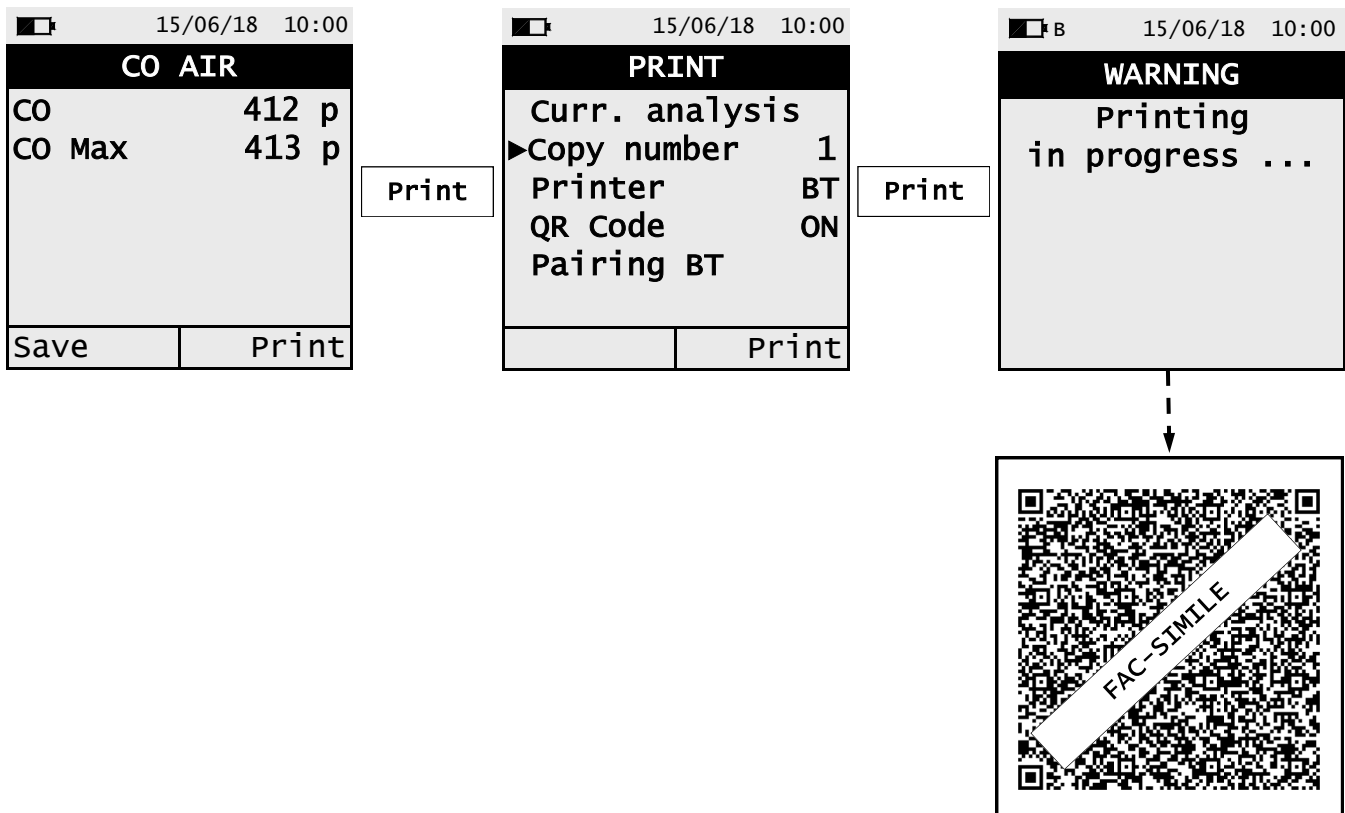 15/06/18 10:00
CO AIR
CO 412 p
CO Max 413 p
Save Print
Print
15/06/18 10:00
PRINT
Curr. analysis
►Copy number 1
Printer BT
QR Code ON
Pairing BT
Print
Print
B 15/06/18 10:00
WARNING
Printing
in progress ...
FAC-SIMILE